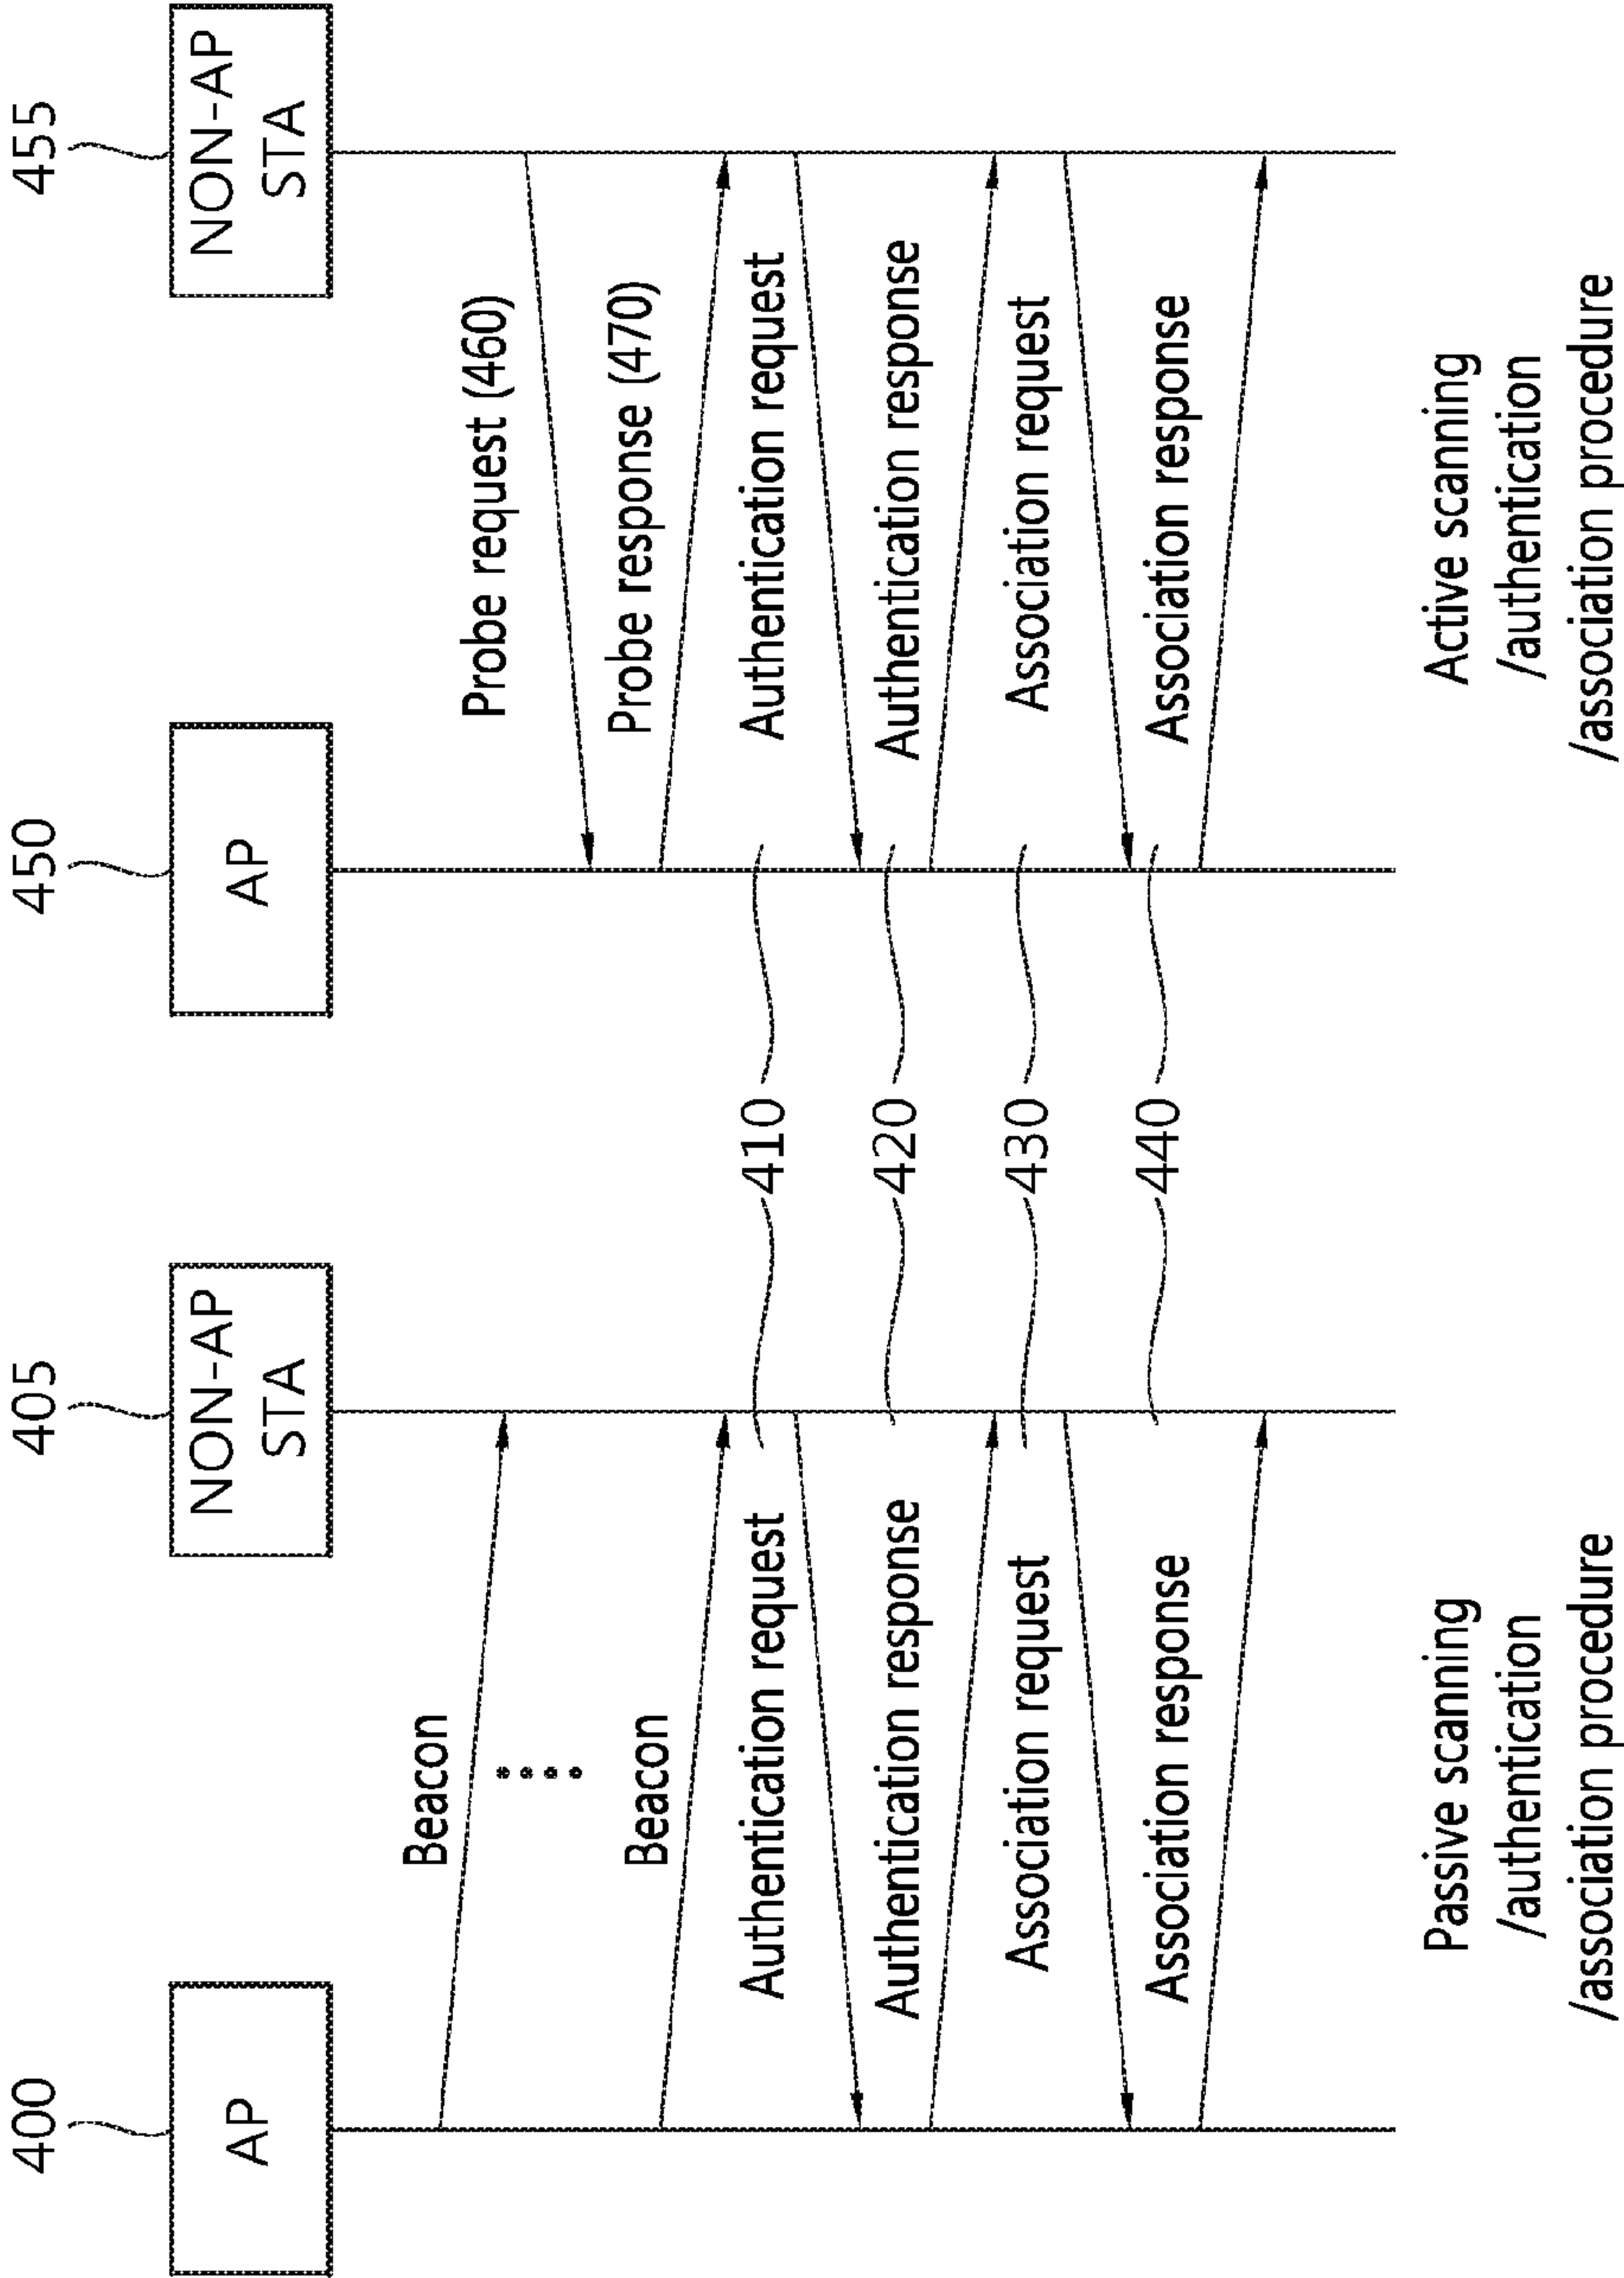 400
AP
405
NON-AP
STA
450
AP
455
NON-AP
STA
Beacon
Beacon
Authentication request
Authentication response
Association request
Association response
410
420
430
440
Probe request (460)
Probe response (470)
Authentication request
Authentication response
Association request
Association response
Passive scanning
/authentication
/association procedure
Active scanning
/authentication
/association procedure